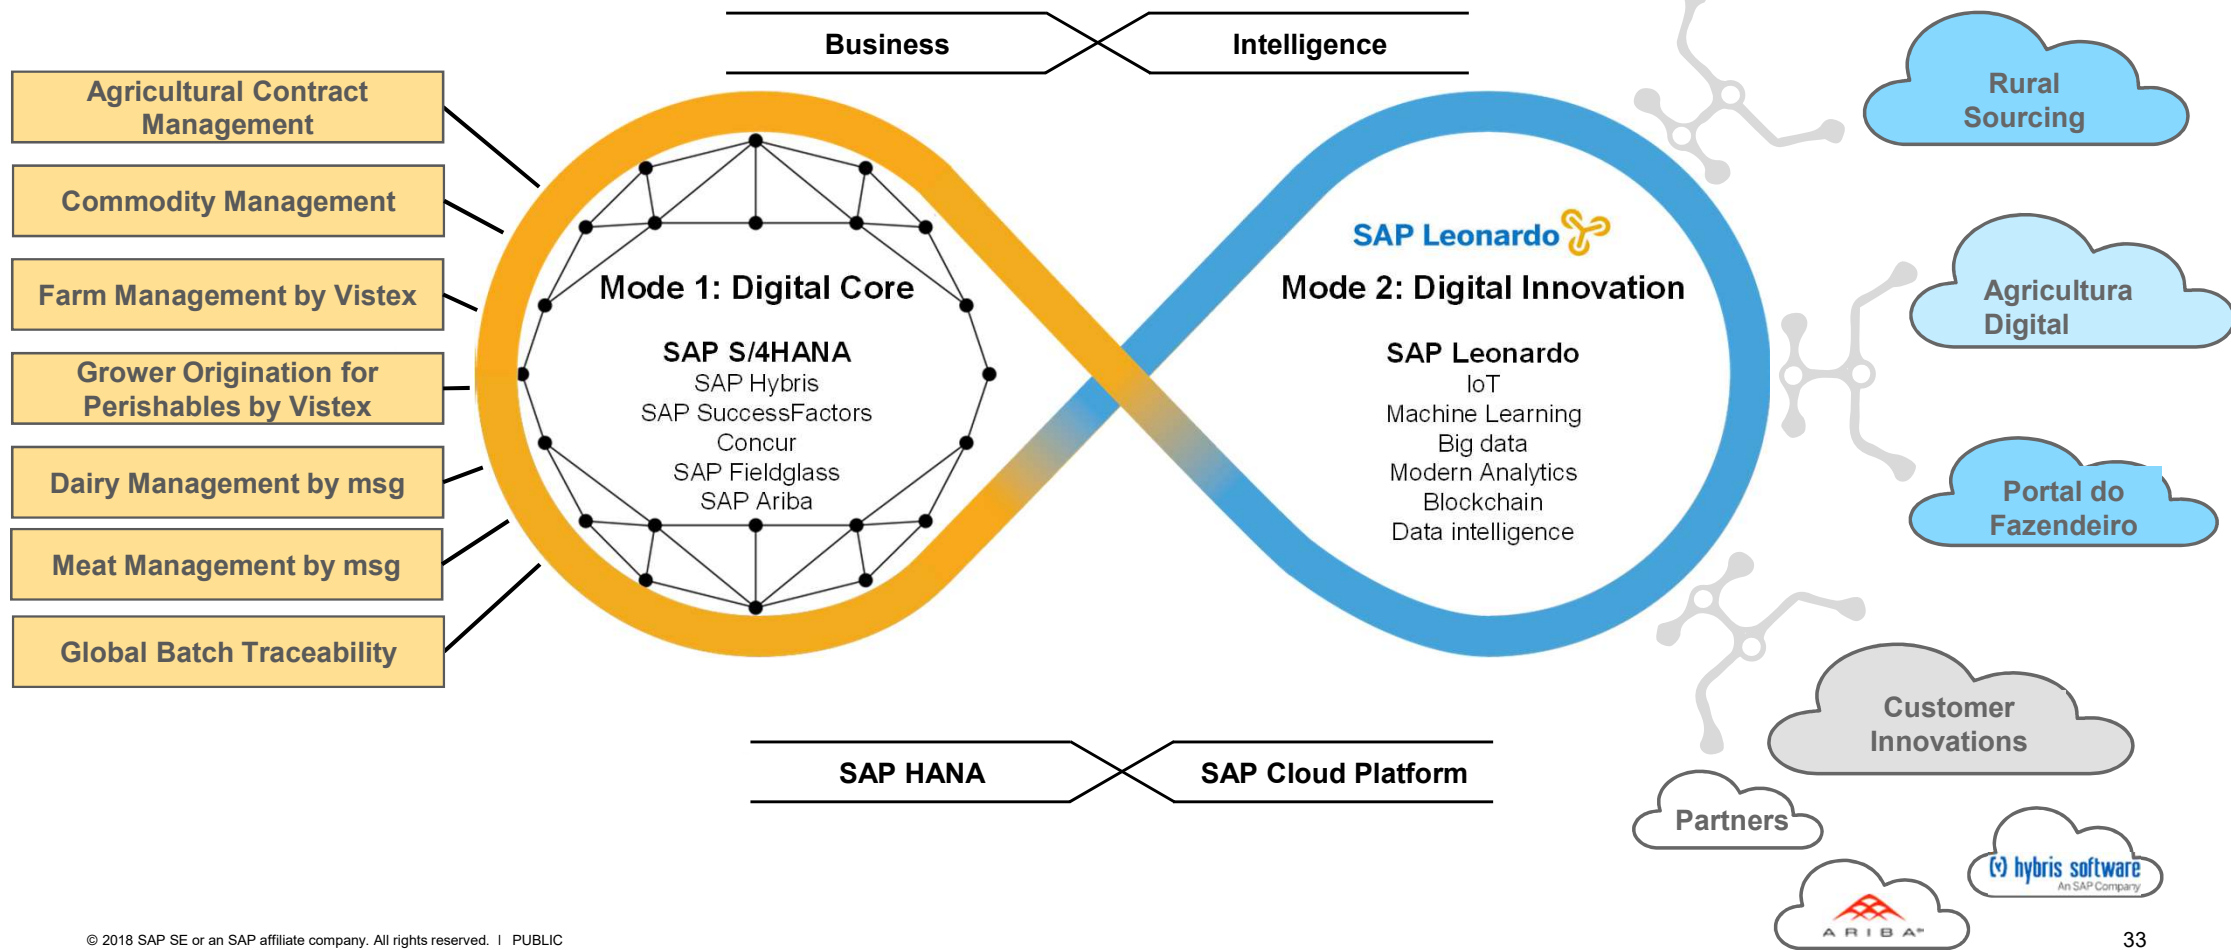 Business
Intelligence
Agricultural Contract
Management
Commodity Management
Farm Management by Vistex
Grower Origination for
Perishables by Vistex
Dairy Management by msg
Meat Management by msg
Global Batch Traceability
Mode 1: Digital Core
SAP S/4HANA
SAP Hybris
SAP SuccessFactors
Concur
SAP Fieldglass
SAP Ariba
SAP Leonardo
Mode 2: Digital Innovation
SAP Leonardo
IoT
Machine Learning
Big data
Modern Analytics
Blockchain
Data intelligence
Rural
Sourcing
Agricultura
Digital
Portal do
Fazendeiro
Customer
Innovations
Partners
hybris software
An SAP Company
ARIBA
SAP HANA
SAP Cloud Platform
© 2018 SAP SE or an SAP affiliate company. All rights reserved. ǀ PUBLIC
33